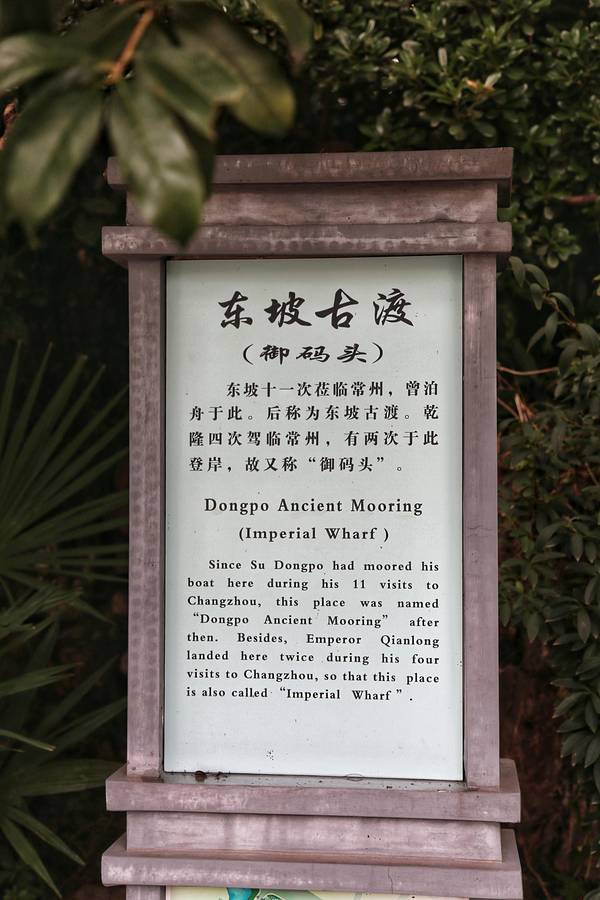 东坡古渡
（御码头）
东坡十一次莅临常州，曾泊
舟于此。后称为东坡古渡。乾
隆四次驾临常州，有两次于此
登岸，故又称“御码头”。
Dongpo Ancient Mooring
(Imperial Wharf )
Since Su Dongpo had moored his
boat here during his 11 visits to
Changzhou, this place was named
“Dongpo Ancient Mooring” after
then. Besides, Emperor Qianlong
landed here twice during his four
visits to Changzhou, so that this place
is also called “Imperial Wharf ”.